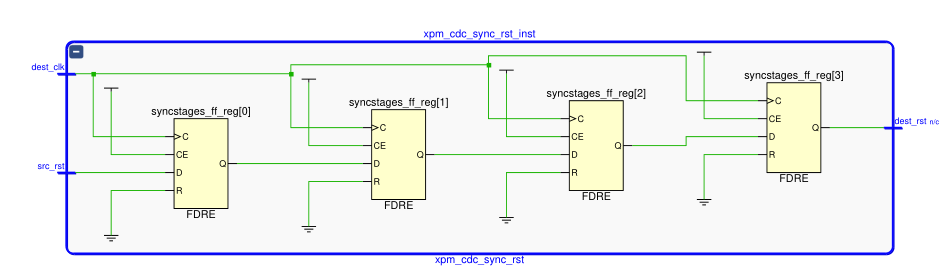 xpm_cdc_sync_rst_inst
dest_clk
syncstages_ff_reg[0]
C
CE
D
R
Q
FDRE
syncstages_ff_reg[1]
C
CE
D
R
Q
FDRE
syncstages_ff_reg[2]
C
CE
D
R
Q
FDRE
syncstages_ff_reg[3]
C
CE
D
R
Q
FDRE
src_rst
dest_rst n/c
xpm_cdc_sync_rst